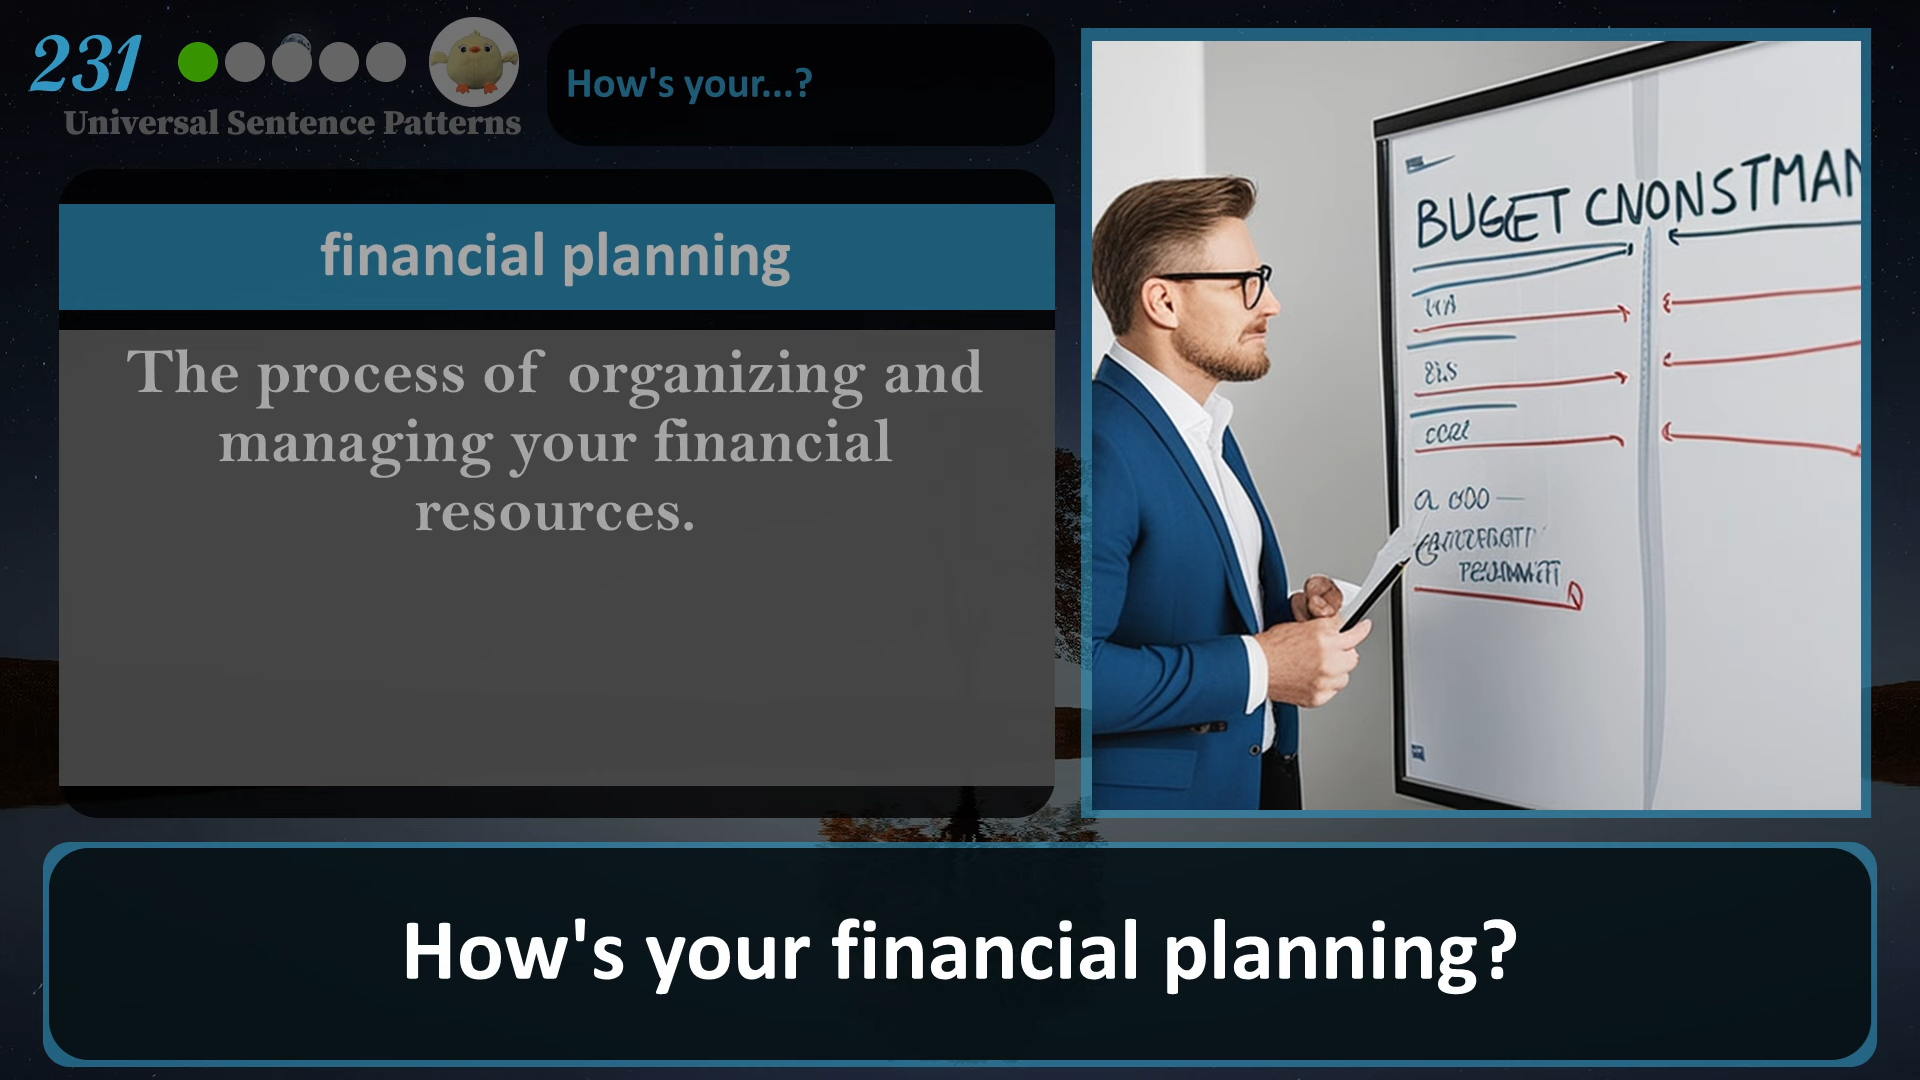 231
Universal Sentence Patterns
How's your...?
financial planning
The process of organizing and
managing your financial
resources.
BUGET CNONSTMAN
How's your financial planning?